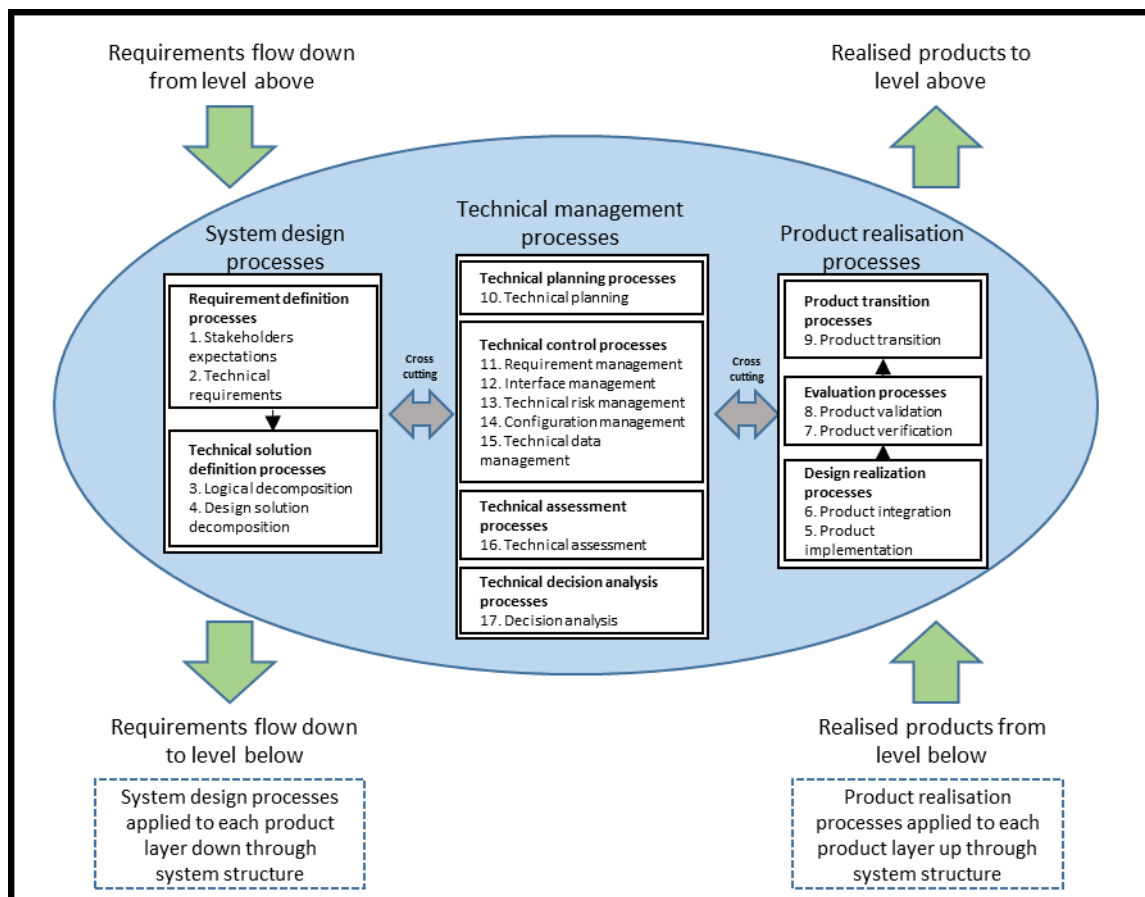 Requirements flow down
from level above
Realised products to
level above
System design
processes
Requirement definition
processes
1. Stakeholders
expectations
2. Technical
requirements
Technical solution
definition processes
3. Logical decomposition
4. Design solution
decomposition
Cross
cutting
Technical management
processes
Technical planning processes
10. Technical planning
Technical control processes
11. Requirement management
12. Interface management
13. Technical risk management
14. Configuration management
15. Technical data
management
Technical assessment
processes
16. Technical assessment
Technical decision analysis
processes
17. Decision analysis
Cross
cutting
Product realisation
processes
Product transition
processes
9. Product transition
Evaluation processes
8. Product validation
7. Product verification
Design realization
processes
6. Product integration
5. Product
implementation
Requirements flow down
to level below
System design processes
applied to each product
layer down through
system structure
Realised products from
level below
Product realisation
processes applied to each
product layer up through
system structure